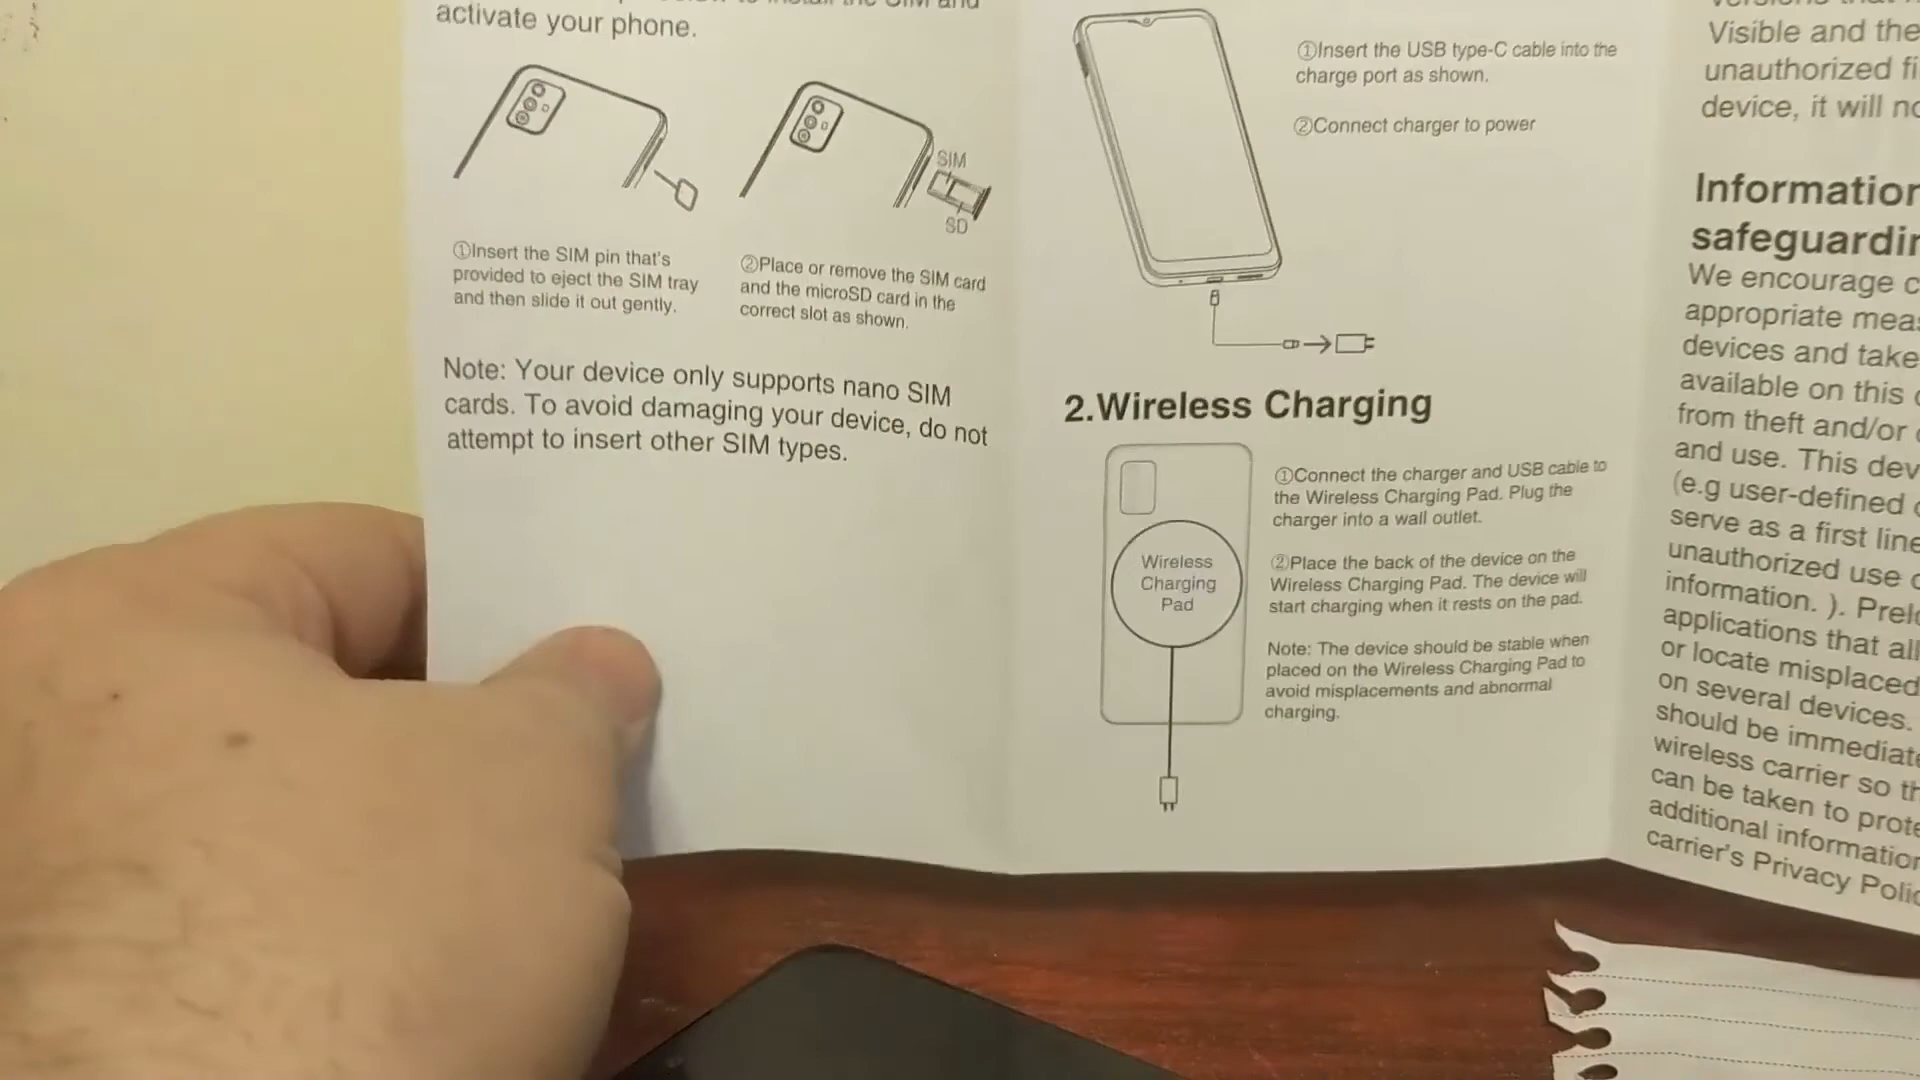 to install the SIM and
activate your phone.
SIM
SD
①Insert the SIM pin that's
provided to eject the SIM tray
and then slide it out gently.
②Place or remove the SIM card
and the microSD card in the
correct slot as shown.
Note: Your device only supports nano SIM
cards. To avoid damaging your device, do not
attempt to insert other SIM types.
①Insert the USB type-C cable into the
charge port as shown.
②Connect charger to power
2.Wireless Charging
Wireless
Charging
Pad
①Connect the charger and USB cable to
the Wireless Charging Pad. Plug the
charger into a wall outlet.
②Place the back of the device on the
Wireless Charging Pad. The device will
start charging when it rests on the pad.
Note: The device should be stable when
placed on the Wireless Charging Pad to
avoid misplacements and abnormal
charging.
Visible and the
unauthorized
device, it will
Information
safeguardin
We encourage
appropriate
devices and take
available on this
from theft and/or
and use. This
(e.g user-defined
serve as a first line
unauthorized use
information. ).
applications that
or locate misplaced
on several devices.
should be
wireless carrier so
can be taken to
additional information
carrier's Privacy